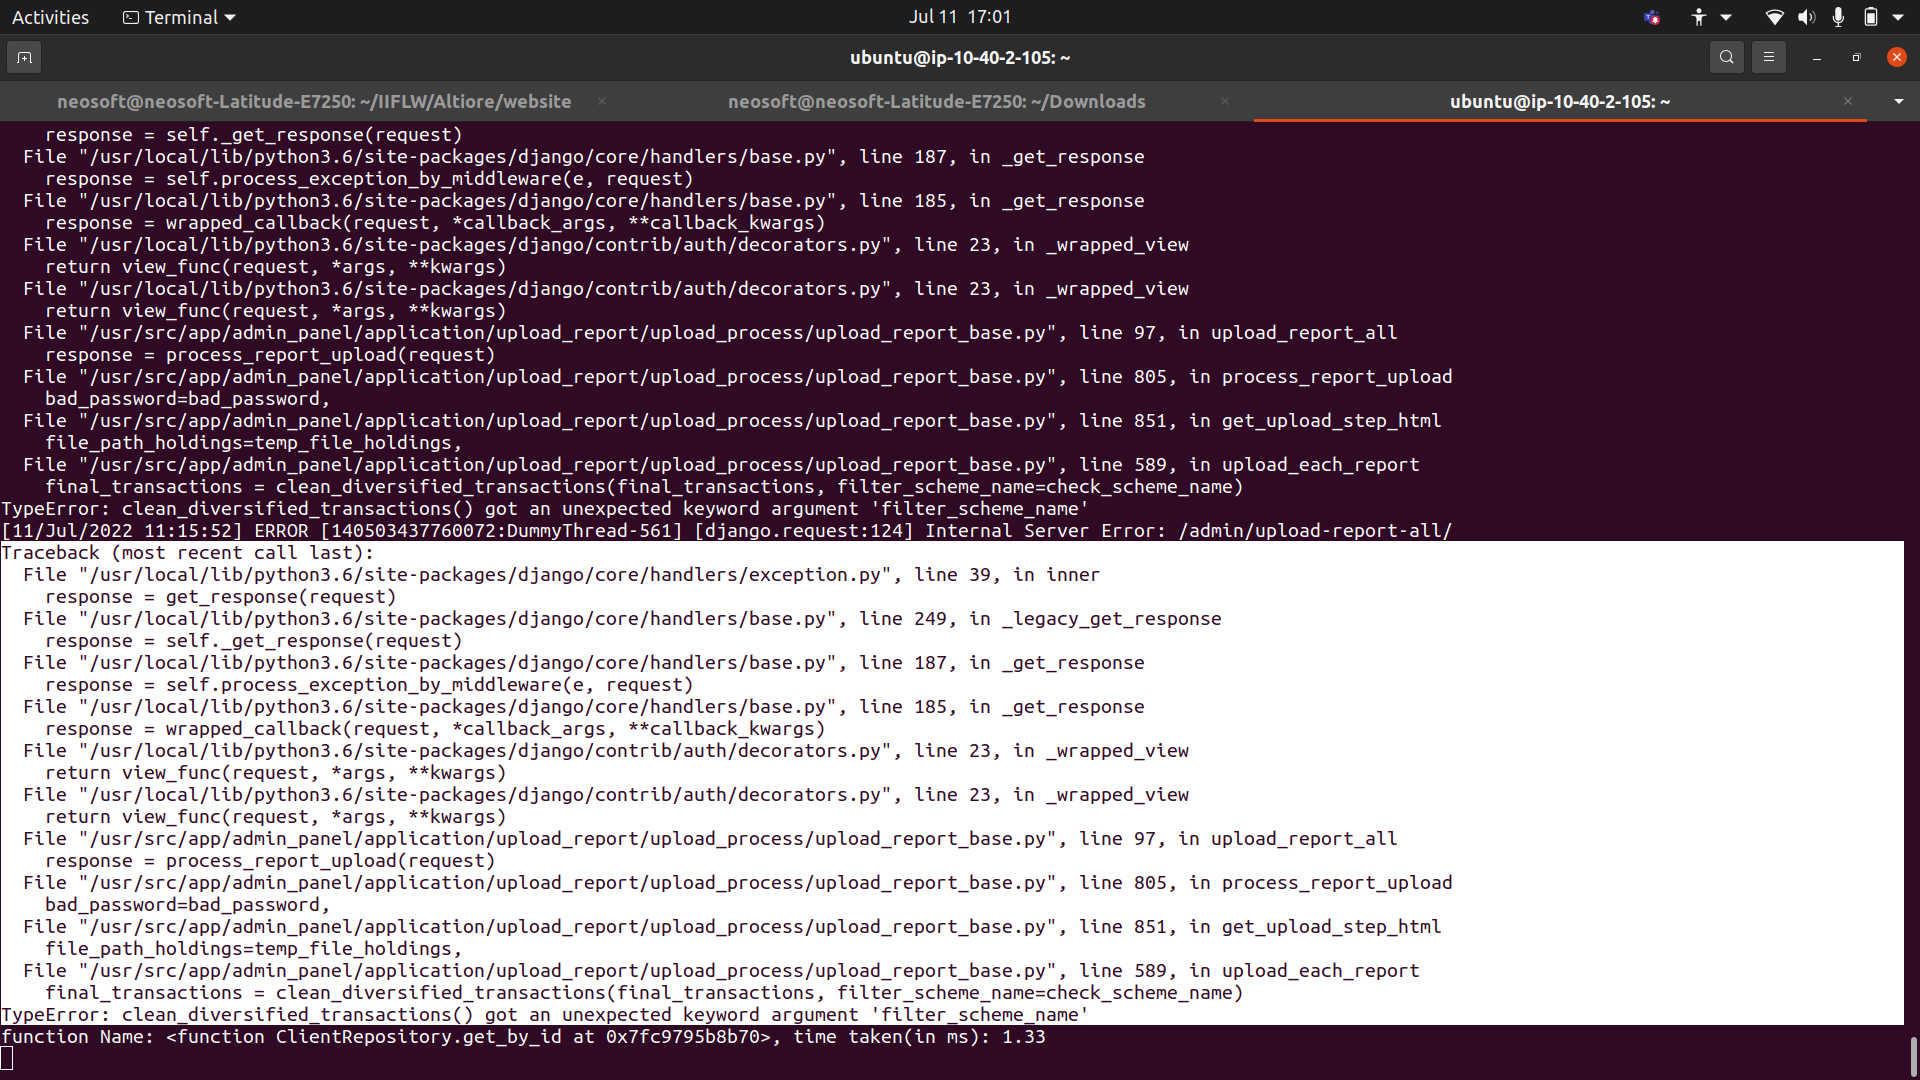 Activities
Terminal
Jul 11 17:01
ubuntu@ip-10-40-2-105: ~
neosoft@neosoft-Latitude-E7250: ~/IIFLW/Altiore/website
neosoft@neosoft-Latitude-E7250: ~/Downloads
ubuntu@ip-10-40-2-105: ~
    response = self._get_response(request)
  File "/usr/local/lib/python3.6/site-packages/django/core/handlers/base.py", line 187, in _get_response
    response = self.process_exception_by_middleware(e, request)
  File "/usr/local/lib/python3.6/site-packages/django/core/handlers/base.py", line 185, in _get_response
    response = wrapped_callback(request, *callback_args, **callback_kwargs)
  File "/usr/local/lib/python3.6/site-packages/django/contrib/auth/decorators.py", line 23, in _wrapped_view
    return view_func(request, *args, **kwargs)
  File "/usr/local/lib/python3.6/site-packages/django/contrib/auth/decorators.py", line 23, in _wrapped_view
    return view_func(request, *args, **kwargs)
  File "/usr/src/app/admin_panel/application/upload_report/upload_process/upload_report_base.py", line 97, in upload_report_all
    response = process_report_upload(request)
  File "/usr/src/app/admin_panel/application/upload_report/upload_process/upload_report_base.py", line 805, in process_report_upload
    bad_password=bad_password,
  File "/usr/src/app/admin_panel/application/upload_report/upload_process/upload_report_base.py", line 851, in get_upload_step_html
    file_path_holdings=temp_file_holdings,
  File "/usr/src/app/admin_panel/application/upload_report/upload_process/upload_report_base.py", line 589, in upload_each_report
    final_transactions = clean_diversified_transactions(final_transactions, filter_scheme_name=check_scheme_name)
TypeError: clean_diversified_transactions() got an unexpected keyword argument 'filter_scheme_name'
[11/Jul/2022 11:15:52] ERROR [140503437760072:DummyThread-561] [django.request:124] Internal Server Error: /admin/upload-report-all/
Traceback (most recent call last):
  File "/usr/local/lib/python3.6/site-packages/django/core/handlers/exception.py", line 39, in inner
    response = get_response(request)
  File "/usr/local/lib/python3.6/site-packages/django/core/handlers/base.py", line 249, in _legacy_get_response
    response = self._get_response(request)
  File "/usr/local/lib/python3.6/site-packages/django/core/handlers/base.py", line 187, in _get_response
    response = self.process_exception_by_middleware(e, request)
  File "/usr/local/lib/python3.6/site-packages/django/core/handlers/base.py", line 185, in _get_response
    response = wrapped_callback(request, *callback_args, **callback_kwargs)
  File "/usr/local/lib/python3.6/site-packages/django/contrib/auth/decorators.py", line 23, in _wrapped_view
    return view_func(request, *args, **kwargs)
  File "/usr/local/lib/python3.6/site-packages/django/contrib/auth/decorators.py", line 23, in _wrapped_view
    return view_func(request, *args, **kwargs)
  File "/usr/src/app/admin_panel/application/upload_report/upload_process/upload_report_base.py", line 97, in upload_report_all
    response = process_report_upload(request)
  File "/usr/src/app/admin_panel/application/upload_report/upload_process/upload_report_base.py", line 805, in process_report_upload
    bad_password=bad_password,
  File "/usr/src/app/admin_panel/application/upload_report/upload_process/upload_report_base.py", line 851, in get_upload_step_html
    file_path_holdings=temp_file_holdings,
  File "/usr/src/app/admin_panel/application/upload_report/upload_process/upload_report_base.py", line 589, in upload_each_report
    final_transactions = clean_diversified_transactions(final_transactions, filter_scheme_name=check_scheme_name)
TypeError: clean_diversified_transactions() got an unexpected keyword argument 'filter_scheme_name'
function Name: <function ClientRepository.get_by_id at 0x7fc9795b8b70>, time taken(in ms): 1.33